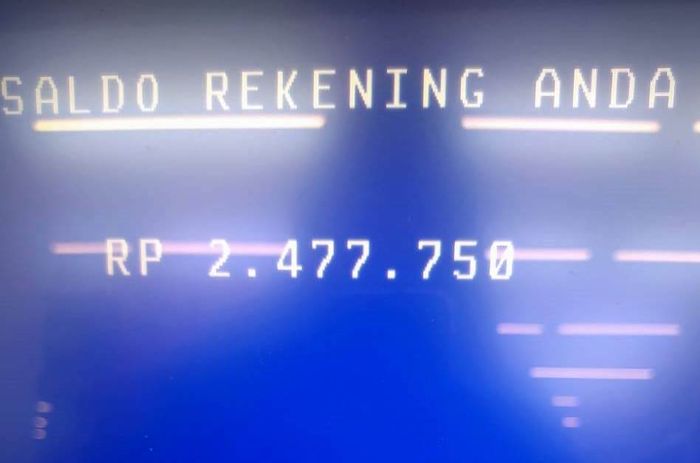 SALDO REKENING ANDA
RP 2.477.750